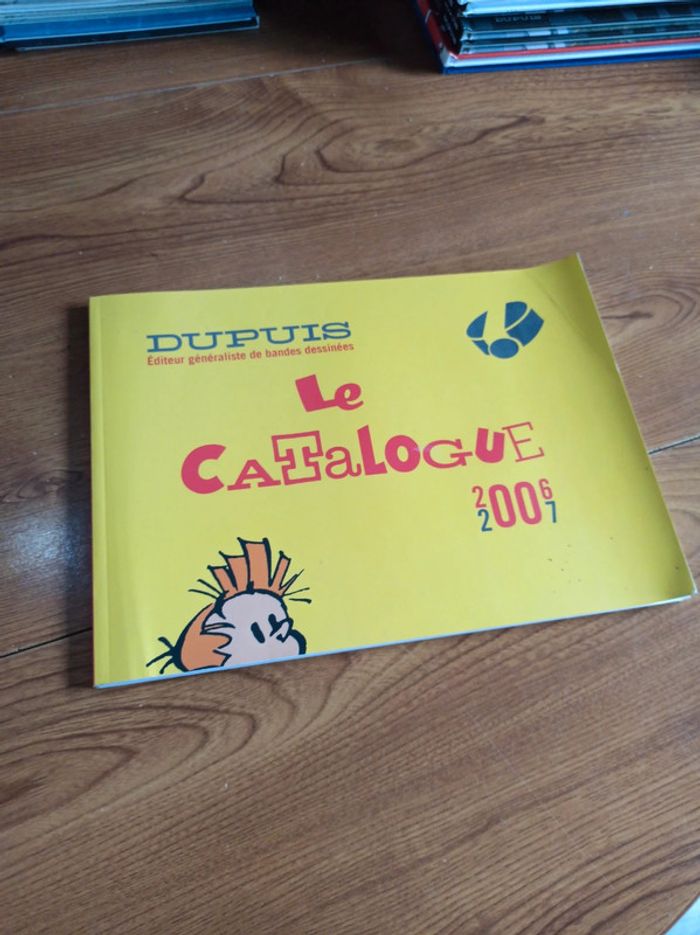 DUPUIS
Éditeur généraliste de bandes dessinées
Le
CATaLOGUE
2006
2007